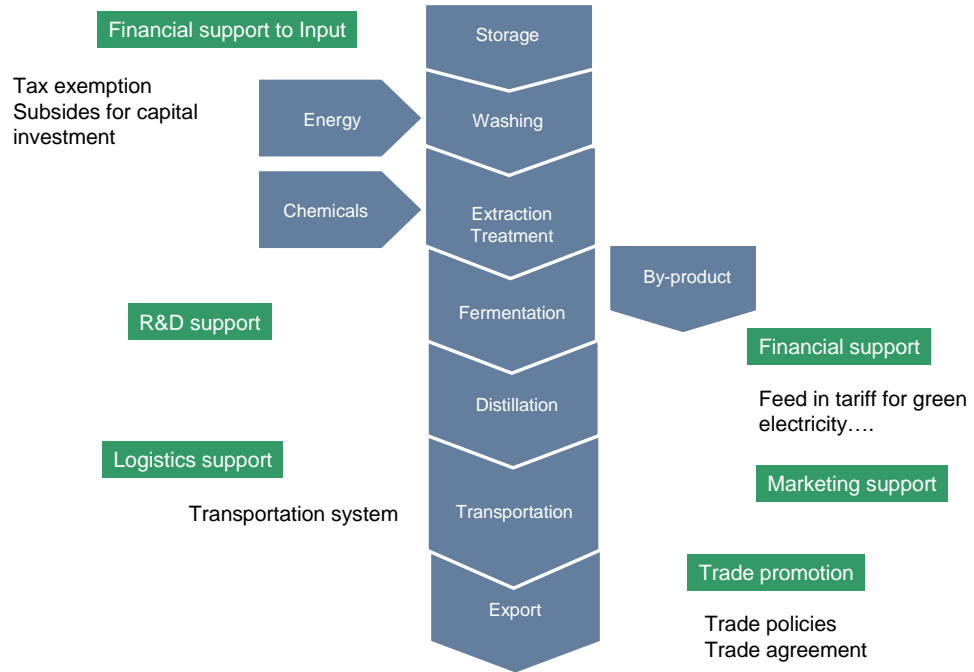 Financial support to Input
Storage
Tax exemption
Subsides for capital
investment
Energy
Washing
Chemicals
Extraction
Treatment
By-product
Fermentation
R&D support
Financial support
Feed in tariff for green
electricity….
Distillation
Logistics support
Marketing support
Transportation system
Transportation
Trade promotion
Export
Trade policies
Trade agreement